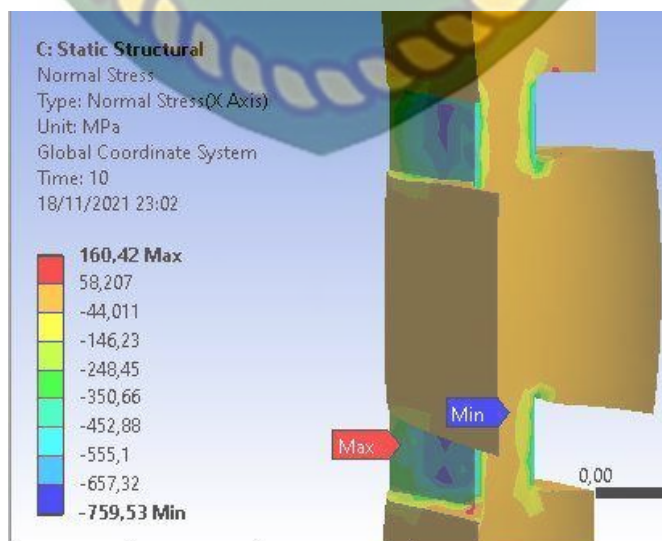 C: Static Structural
Normal Stress
Type: Normal Stress(X Axis)
Unit: MPa
Global Coordinate System
Time: 10
18/11/2021 23:02
160,42 Max
58,207
-44,011
-146,23
-248,45
-350,66
-452,88
-555,1
-657,32
-759,53 Min
Min
Max
0,00